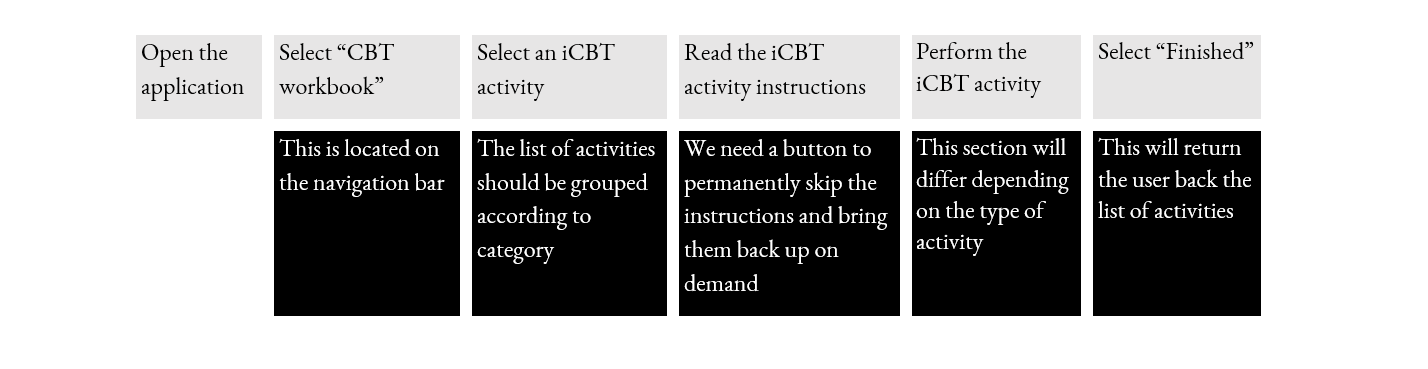 Open the
application
Select “CBT
workbook”
Select an iCBT
activity
Read the iCBT
activity instructions
Perform the
iCBT activity
Select “Finished”
This is located on
the navigation bar
The list of activities
should be grouped
according to
category
We need a button to
permanently skip the
instructions and bring
them back up on
demand
This section will
differ depending
on the type of
activity
This will return
the user back the
list of activities